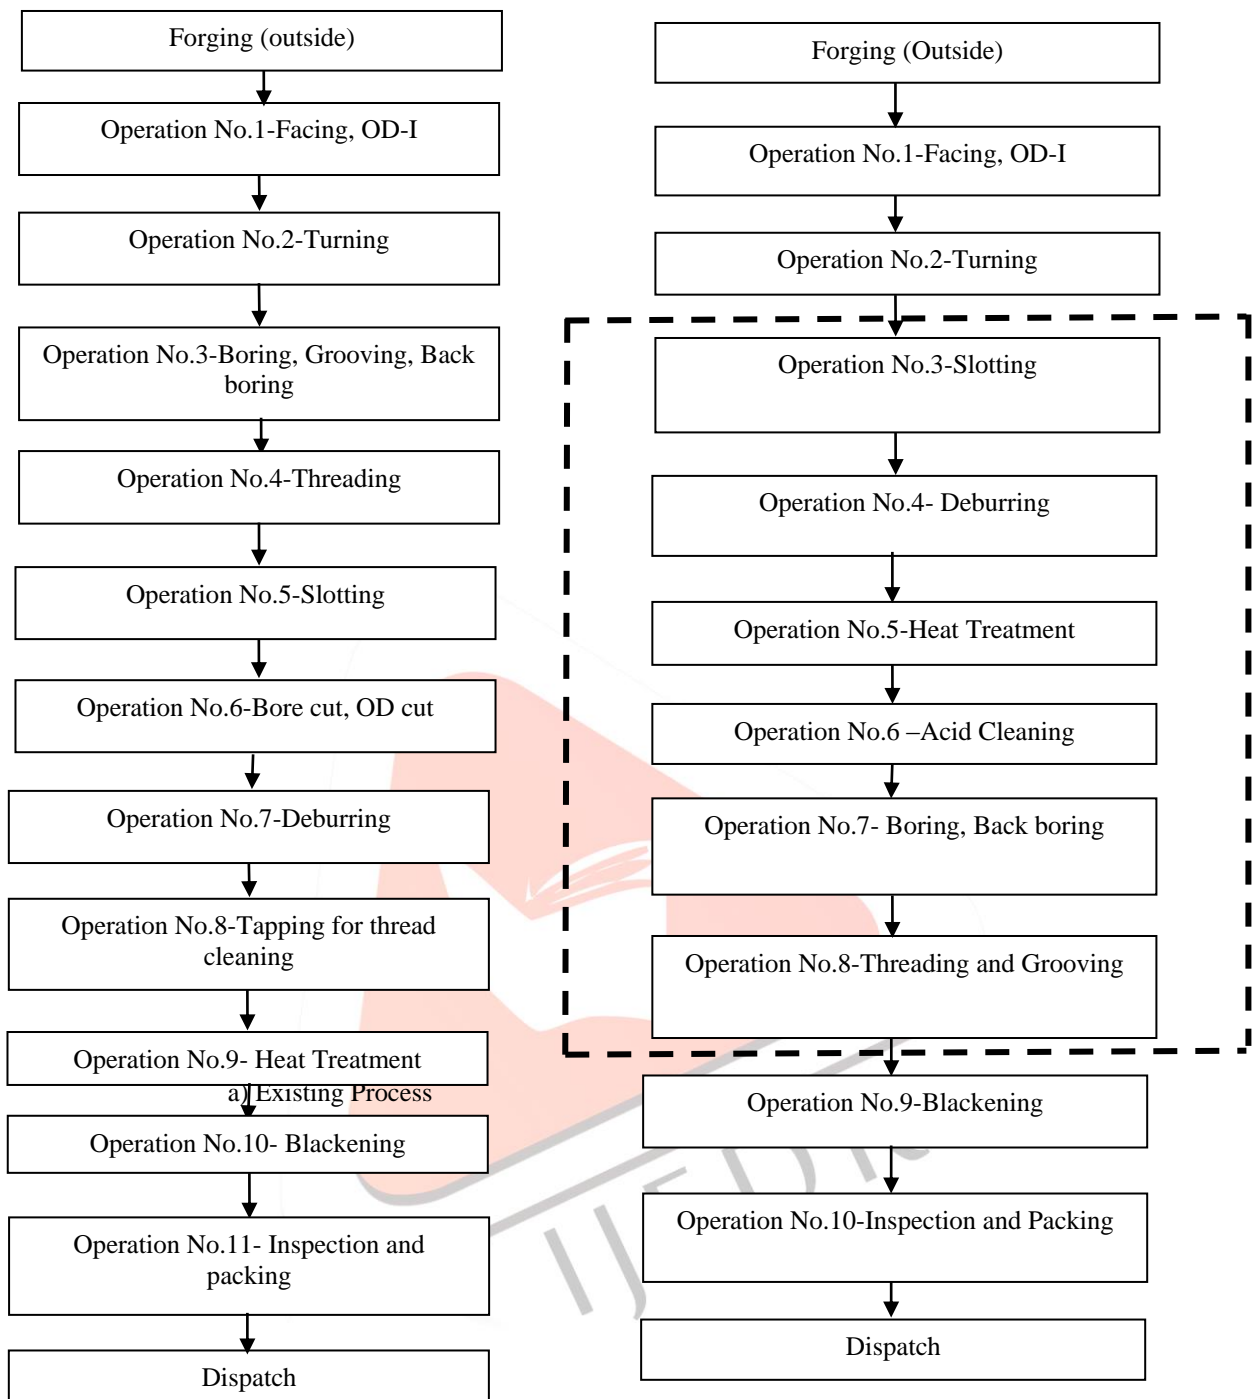 Forging (outside)
Operation No.1-Facing, OD-I
Operation No.2-Turning
Operation No.3-Boring, Grooving, Back
boring
Operation No.4-Threading
Operation No.5-Slotting
Operation No.6-Bore cut, OD cut
Operation No.7-Deburring
Operation No.8-Tapping for thread
cleaning
Operation No.9- Heat Treatment
a) Existing Process
Operation No.10- Blackening
Operation No.11- Inspection and
packing
Dispatch
Forging (Outside)
Operation No.1-Facing, OD-I
Operation No.2-Turning
Operation No.3-Slotting
Operation No.4- Deburring
Operation No.5-Heat Treatment
Operation No.6 –Acid Cleaning
Operation No.7- Boring, Back boring
Operation No.8-Threading and Grooving
Operation No.9-Blackening
Operation No.10-Inspection and Packing
Dispatch
IJEDR